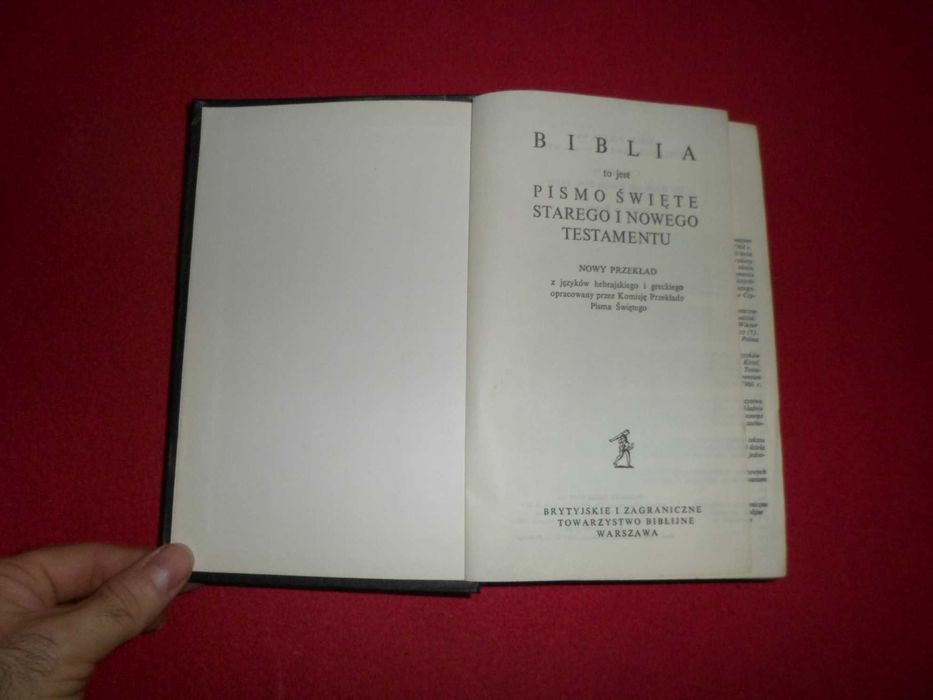 BIBLIA
to jest
PISMO ŚWIĘTE
STAREGO I NOWEGO
TESTAMENTU
NOWY PRZEKŁAD
z języków hebrajskiego i greckiego
opracowany przez Komisję Przekładu
Pisma Świętego
BRYTYJSKIE I ZAGRANICZNE
TOWARZYSTWO BIBLIJNE
WARSZAWA